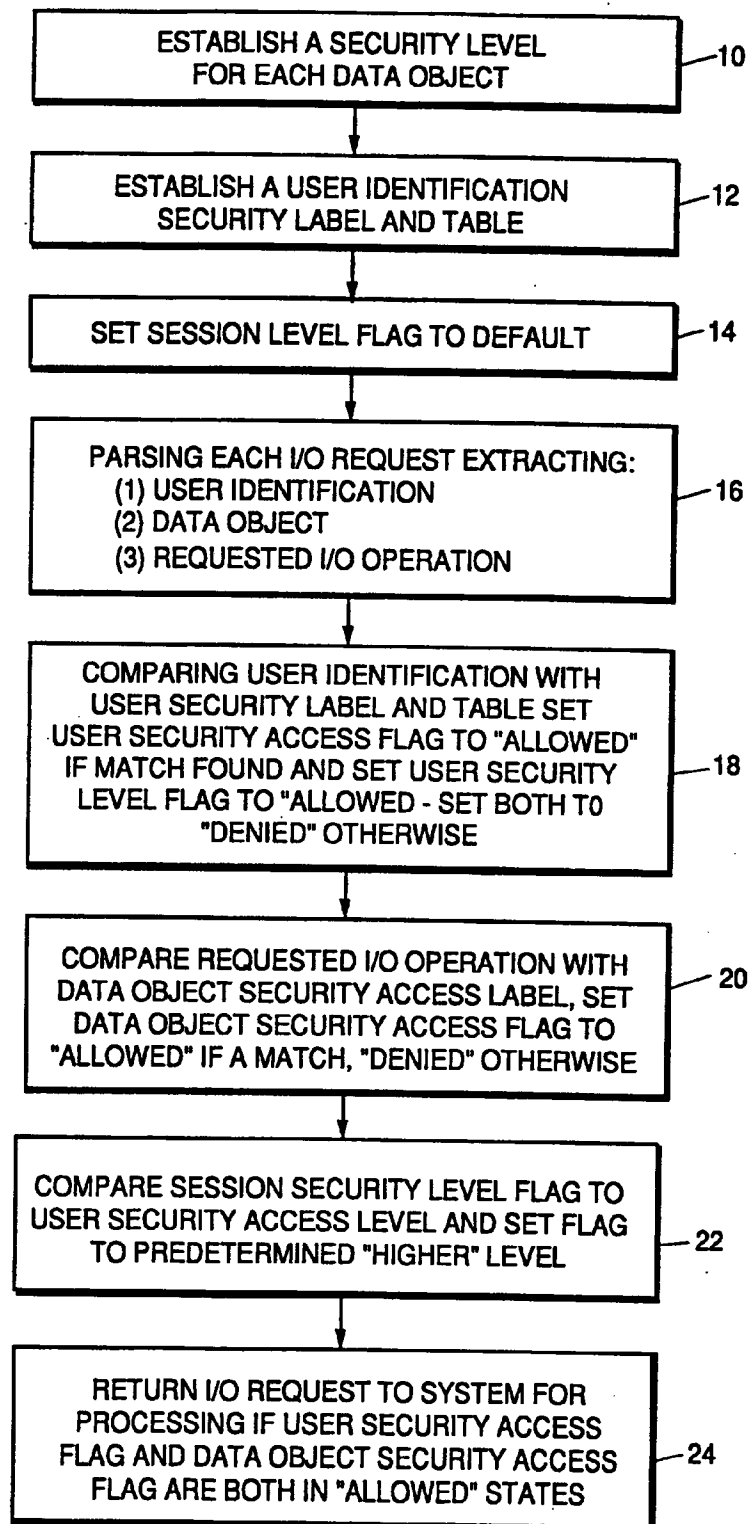 ESTABLISH A SECURITY LEVEL
FOR EACH DATA OBJECT
10
ESTABLISH A USER IDENTIFICATION
SECURITY LABEL AND TABLE
12
SET SESSION LEVEL FLAG TO DEFAULT
14
PARSING EACH I/O REQUEST EXTRACTING:
(1) USER IDENTIFICATION
(2) DATA OBJECT
(3) REQUESTED I/O OPERATION
16
COMPARING USER IDENTIFICATION WITH
USER SECURITY LABEL AND TABLE SET
USER SECURITY ACCESS FLAG TO "ALLOWED"
IF MATCH FOUND AND SET USER SECURITY
LEVEL FLAG TO "ALLOWED - SET BOTH T0
"DENIED" OTHERWISE
18
COMPARE REQUESTED I/O OPERATION WITH
DATA OBJECT SECURITY ACCESS LABEL, SET
DATA OBJECT SECURITY ACCESS FLAG TO
"ALLOWED" IF A MATCH, "DENIED" OTHERWISE
20
COMPARE SESSION SECURITY LEVEL FLAG TO
USER SECURITY ACCESS LEVEL AND SET FLAG
TO PREDETERMINED "HIGHER" LEVEL
22
RETURN I/O REQUEST TO SYSTEM FOR
PROCESSING IF USER SECURITY ACCESS
FLAG AND DATA OBJECT SECURITY ACCESS
FLAG ARE BOTH IN "ALLOWED" STATES
24